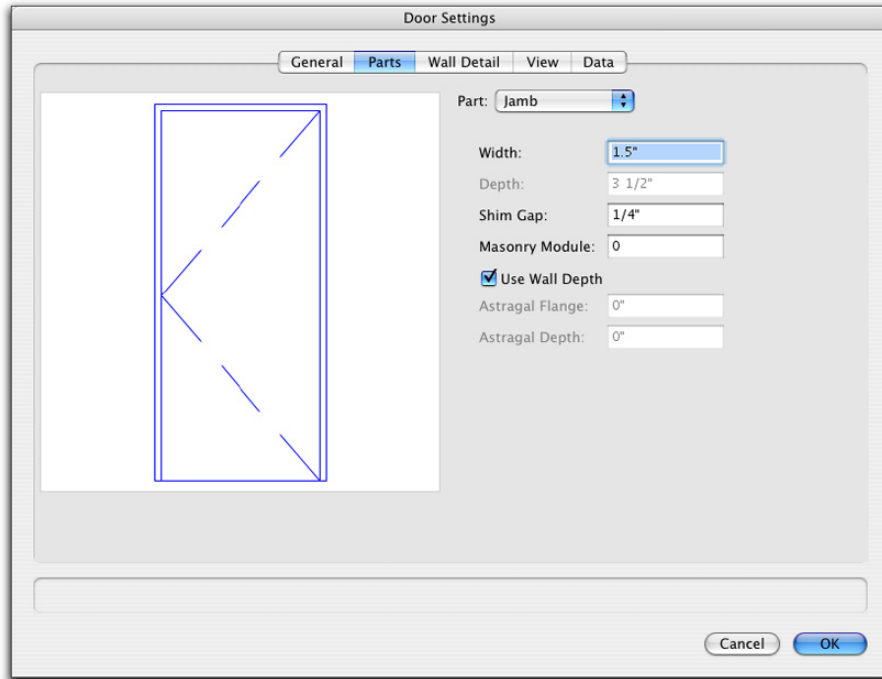 Door Settings
General Parts Wall Detail View Data
Part: Jamb
Width: 1.5"
Depth: 3 1/2"
Shim Gap: 1/4"
Masonry Module: 0
Use Wall Depth
Astragal Flange: 0"
Astragal Depth: 0"
Cancel OK